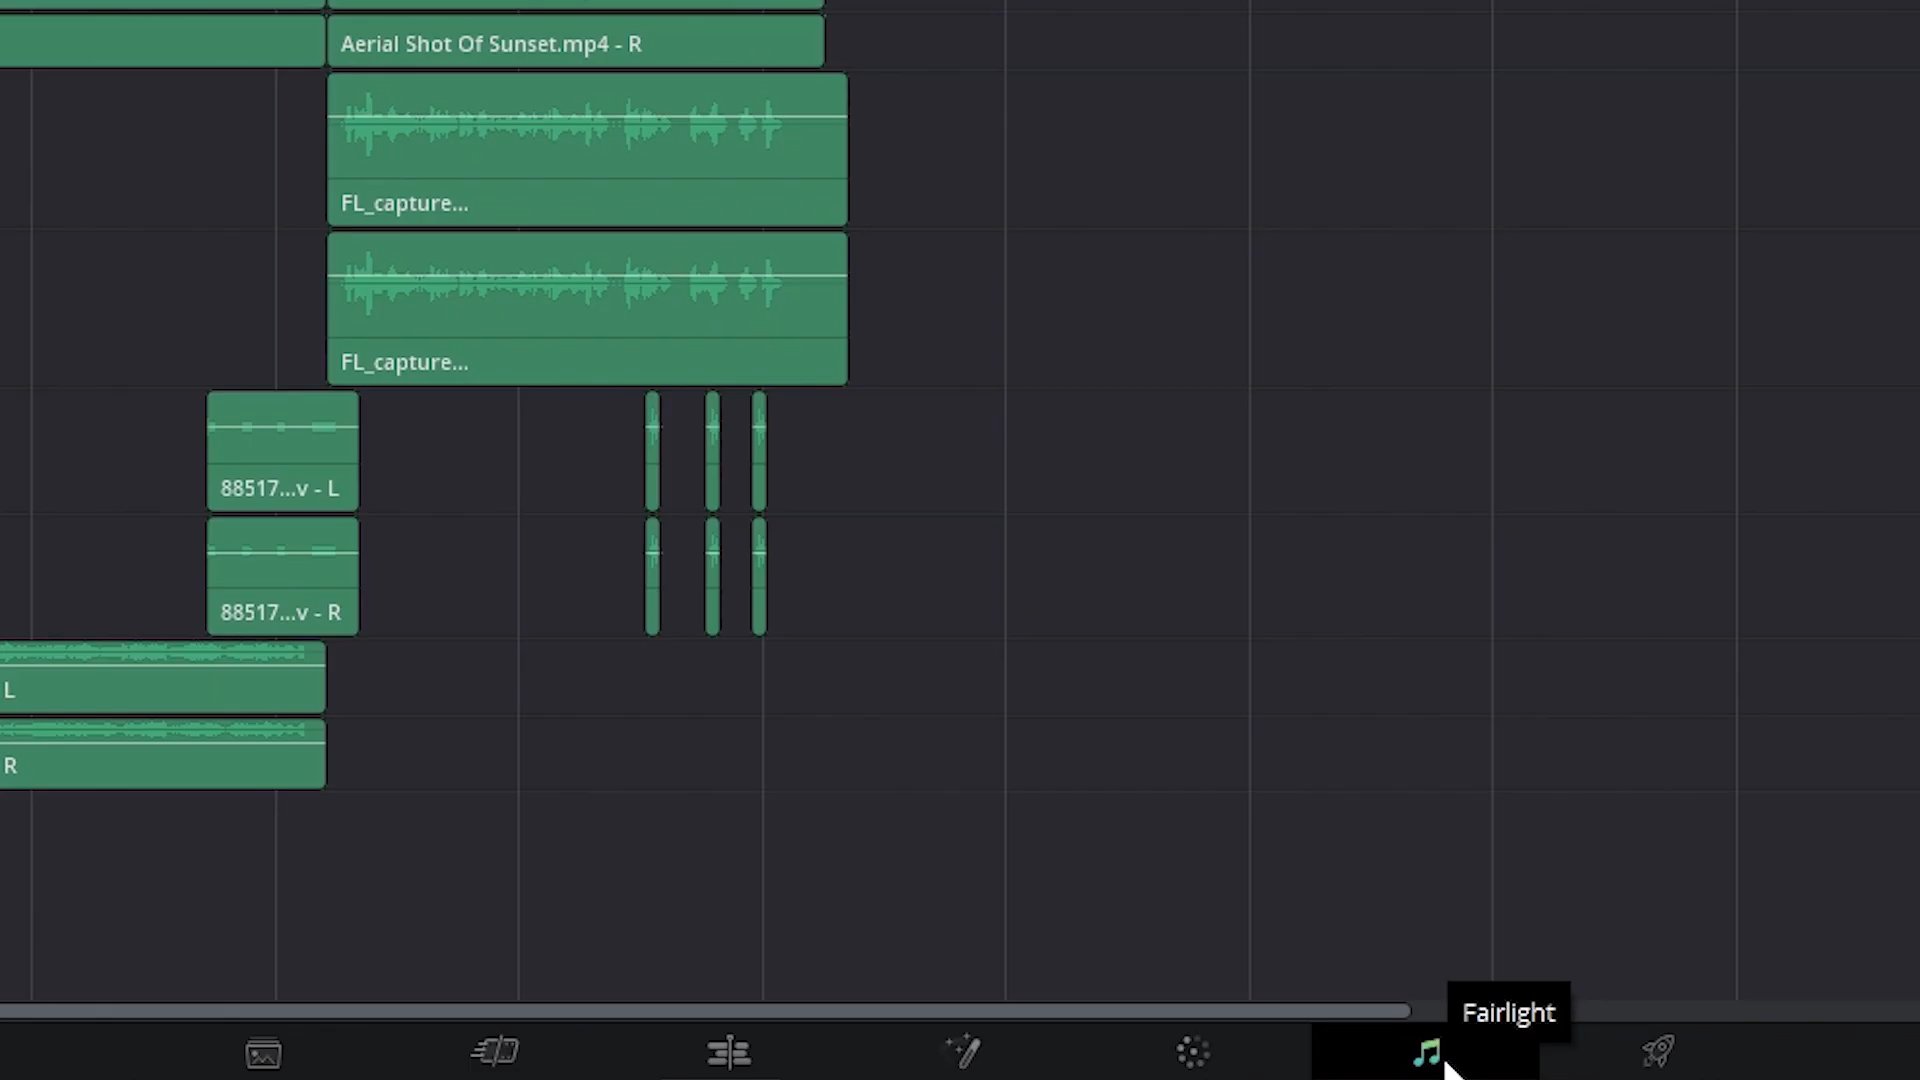 Aerial Shot Of Sunset.mp4 - R
FL_capture...
FL_capture...
88517...v - L
88517...v - R
L
R
Fairlight